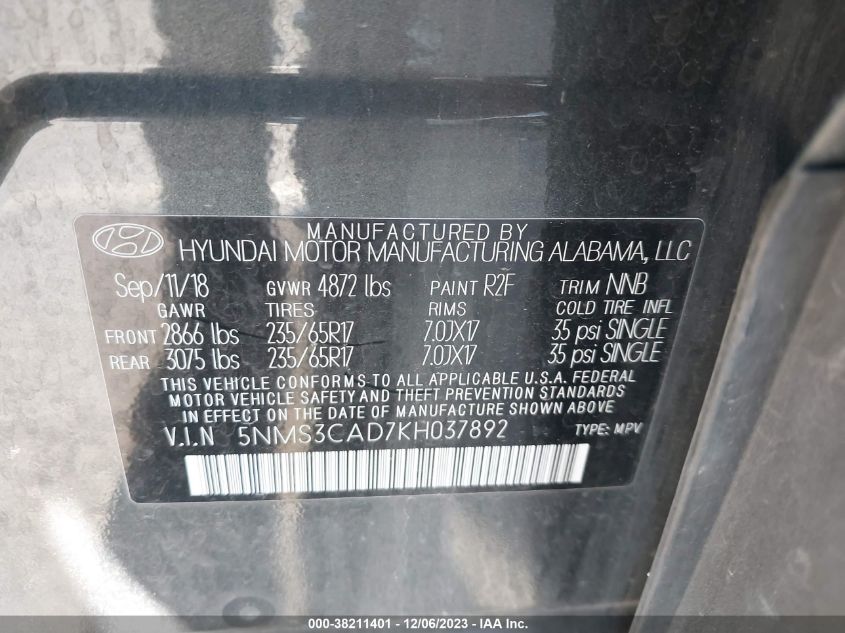 MANUFACTURED BY
HYUNDAI MOTOR MANUFACTURING ALABAMA, LLC
Sep/11/18 GVWR 4872 lbs PAINT R2F TRIM NNB
GAWR TIRES RIMS COLD TIRE INFL
FRONT 2866 lbs 235/65R17 7.0JX17 35 psi SINGLE
REAR 3075 lbs 235/65R17 7.0JX17 35 psi SINGLE
THIS VEHICLE CONFORMS TO ALL APPLICABLE U.S.A. FEDERAL
MOTOR VEHICLE SAFETY AND THEFT PREVENTION STANDARDS
IN EFFECT ON THE DATE OF MANUFACTURE SHOWN ABOVE
V.I.N 5NMS3CAD7KH037892 TYPE: MPV
000-38211401 - 12/06/2023 - IAA Inc.